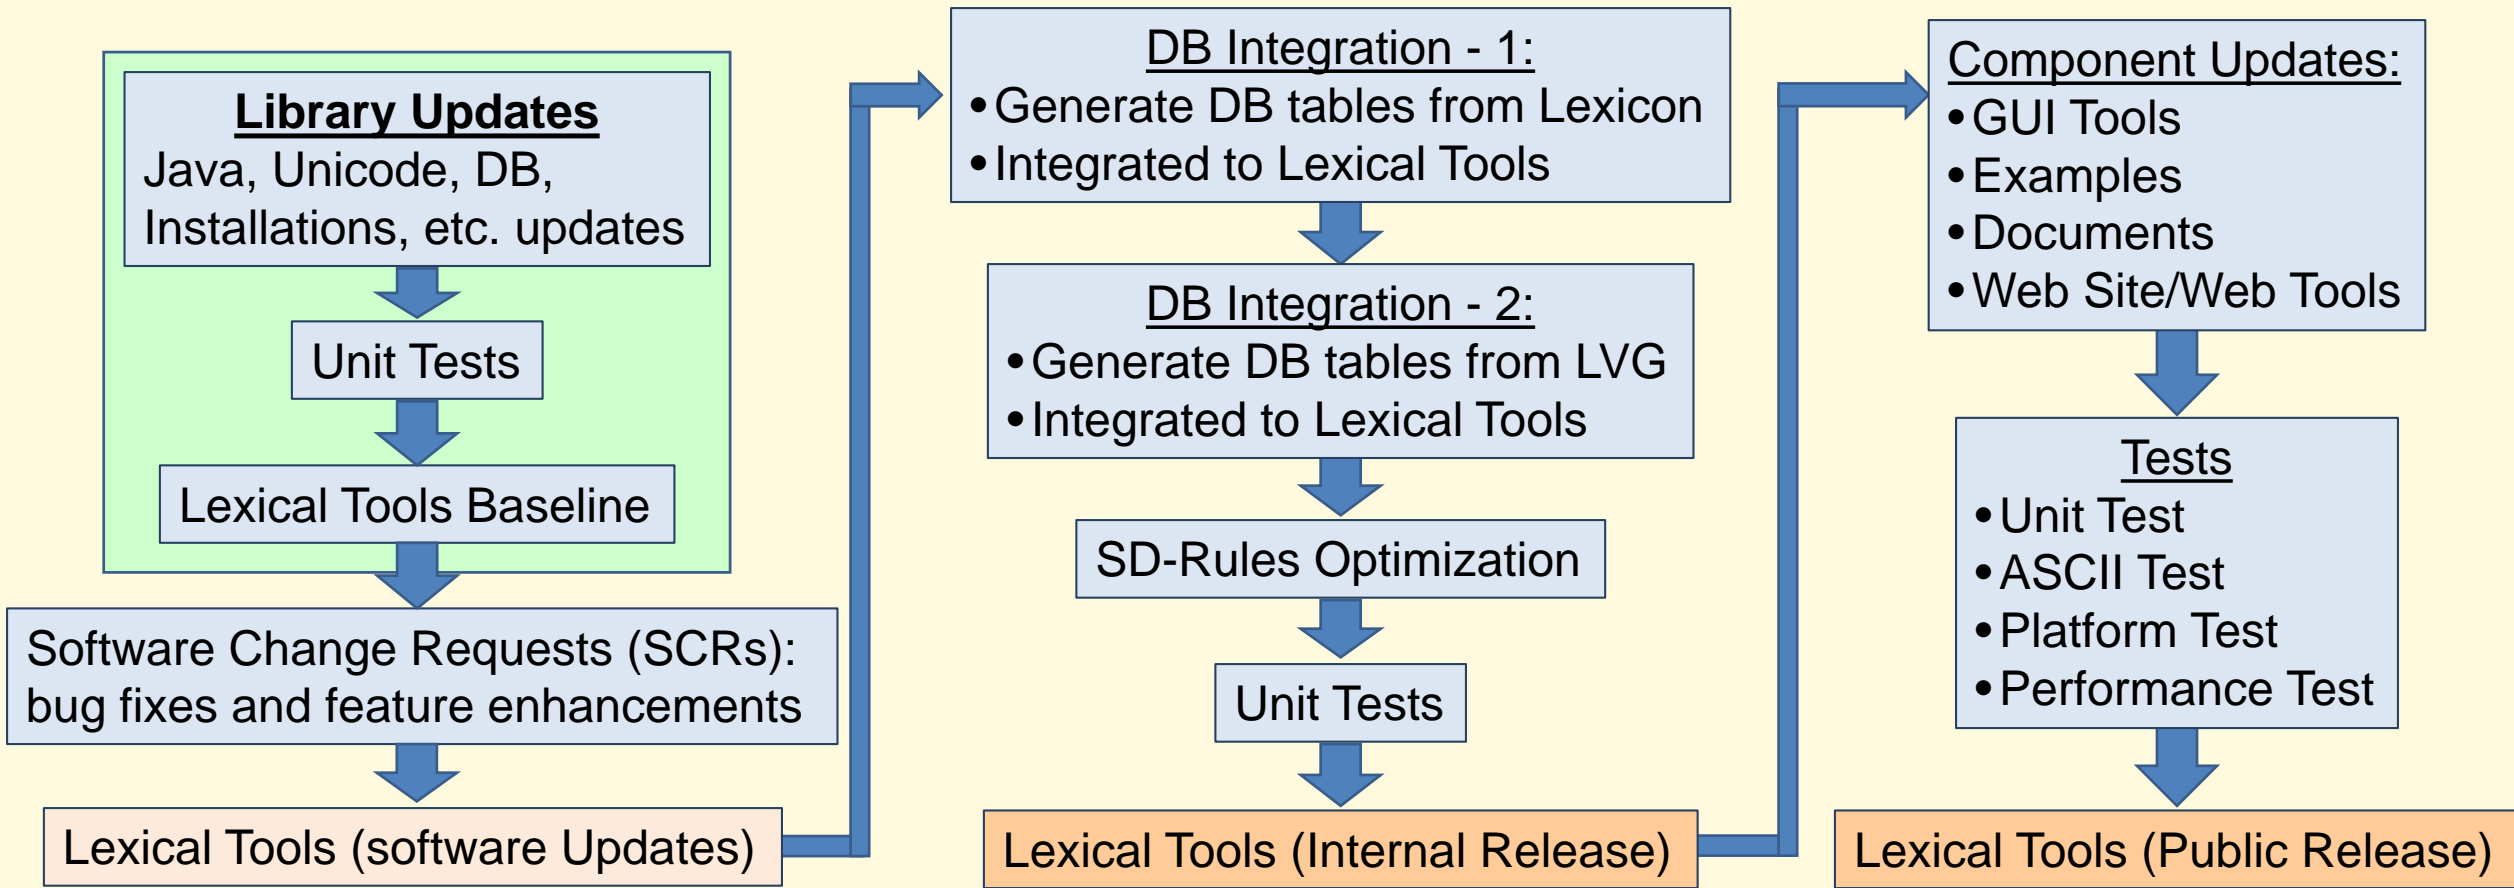 Library Updates
Java, Unicode, DB,
Installations, etc. updates
Unit Tests
Lexical Tools Baseline
Software Change Requests (SCRs):
bug fixes and feature enhancements
Lexical Tools (software Updates)
DB Integration - 1:
•Generate DB tables from Lexicon
•Integrated to Lexical Tools
DB Integration - 2:
•Generate DB tables from LVG
•Integrated to Lexical Tools
SD-Rules Optimization
Unit Tests
Lexical Tools (Internal Release)
Component Updates:
•GUI Tools
•Examples
•Documents
•Web Site/Web Tools
Tests
•Unit Test
•ASCII Test
•Platform Test
•Performance Test
Lexical Tools (Public Release)